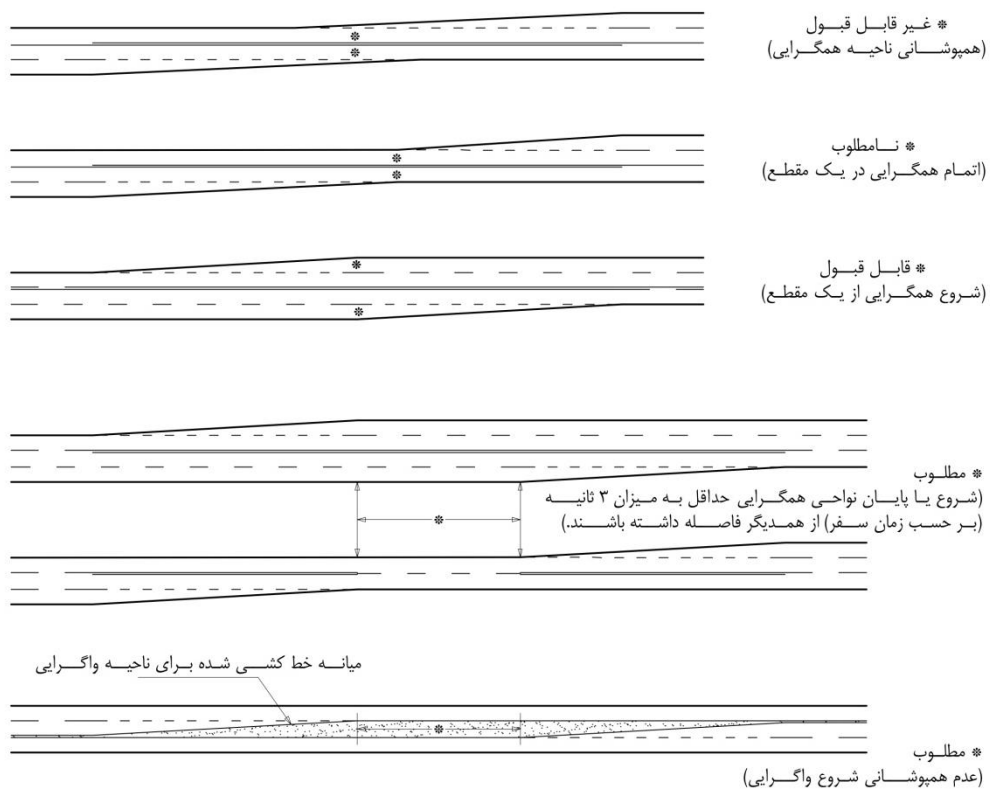 * غیر قابل قبول
(همپوشانی ناحیه همگرایی)
* نامطلوب
(اتمام همگرایی در یک مقطع)
* قابل قبول
(شروع همگرایی از یک مقطع)
* مطلوب
(شروع یا پایان نواحی همگرایی حداقل به میزان ۳ ثانیه
بر حسب زمان سفر) از همدیگر فاصله داشته باشند.)
میانه خط کشی شده برای ناحیه واگرایی
* مطلوب
(عدم همپوشانی شروع واگرایی)